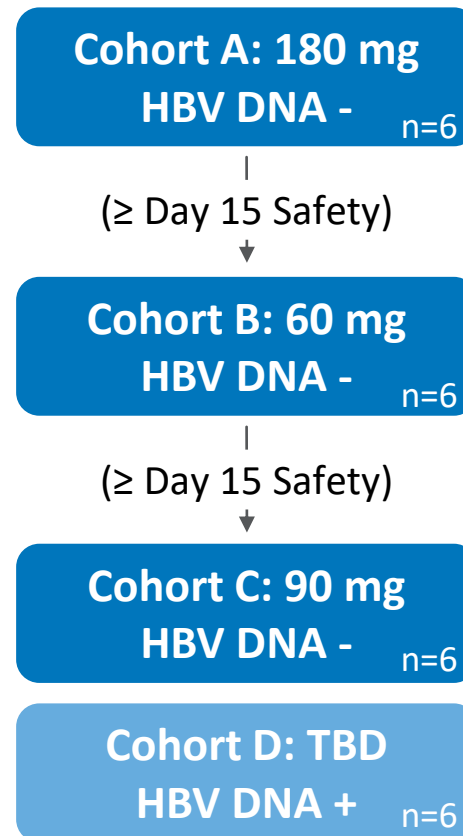 Cohort A: 180 mg
HBV DNA -
n=6
(≥ Day 15 Safety)
Cohort B: 60 mg
HBV DNA -
n=6
(≥ Day 15 Safety)
Cohort C: 90 mg
HBV DNA -
n=6
Cohort D: TBD
HBV DNA +
n=6